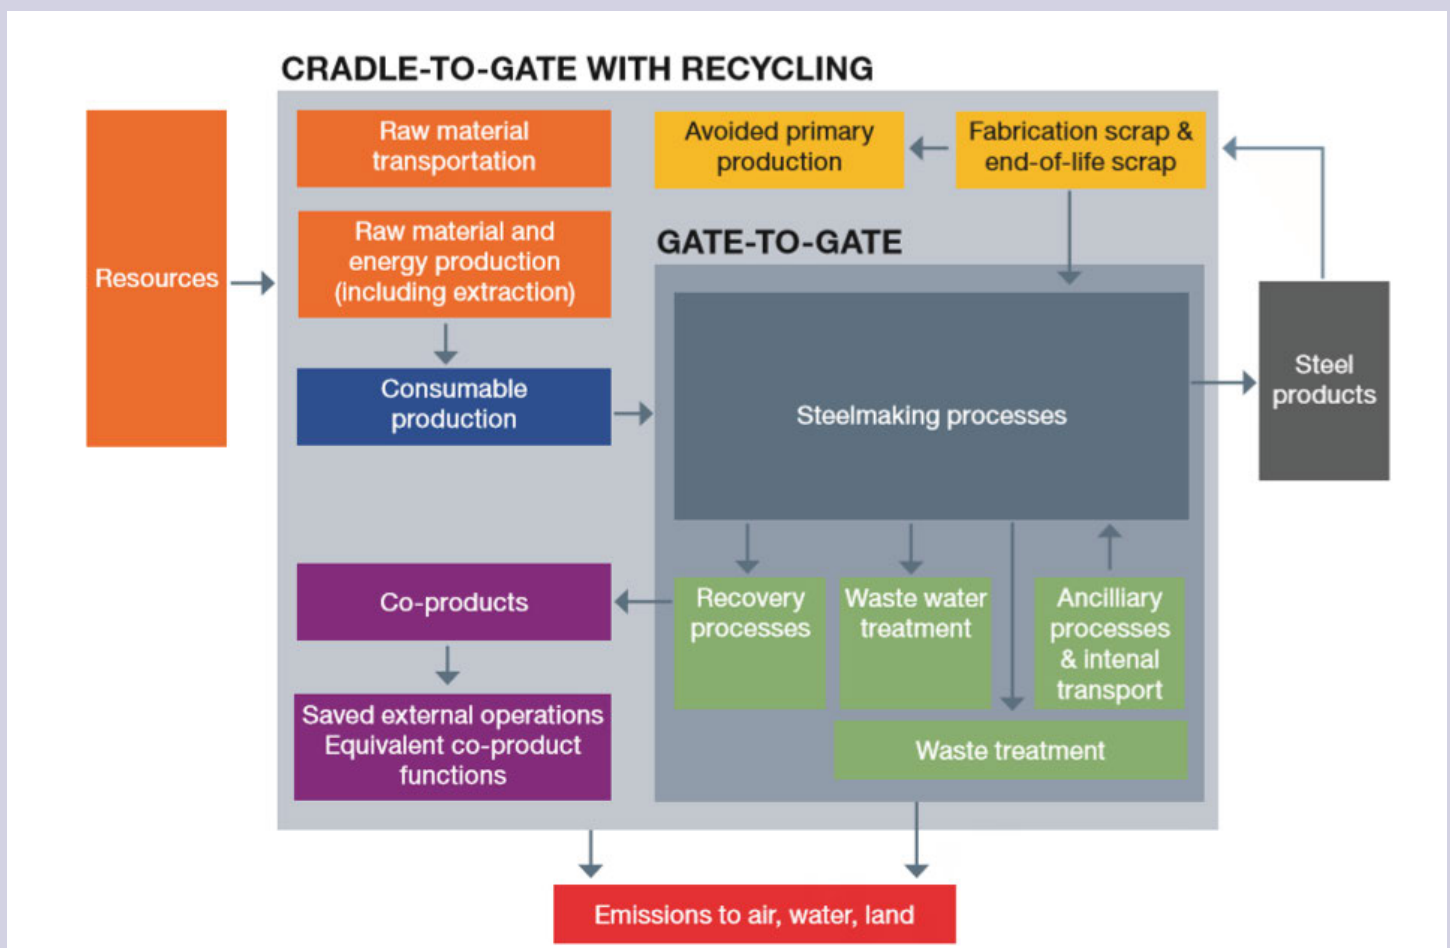 CRADLE-TO-GATE WITH RECYCLING
Resources
Raw material
transportation
Raw material and
energy production
(including extraction)
Consumable
production
Co-products
Saved external operations
Equivalent co-product
functions
Avoided primary
production
Fabrication scrap &
end-of-life scrap
GATE-TO-GATE
Steelmaking processes
Recovery
processes
Waste water
treatment
Ancilliary
processes
& intenal
transport
Waste treatment
Steel
products
Emissions to air, water, land